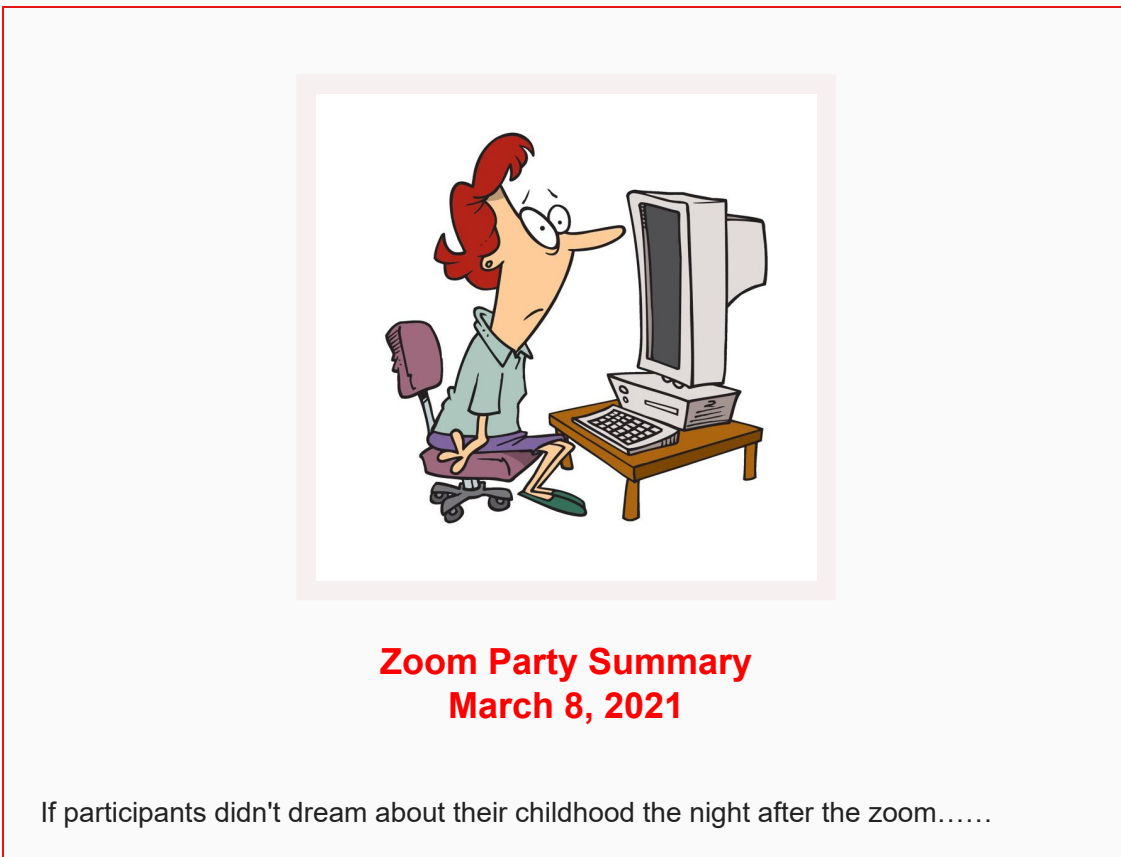 Zoom Party Summary
March 8, 2021
If participants didn't dream about their childhood the night after the zoom……